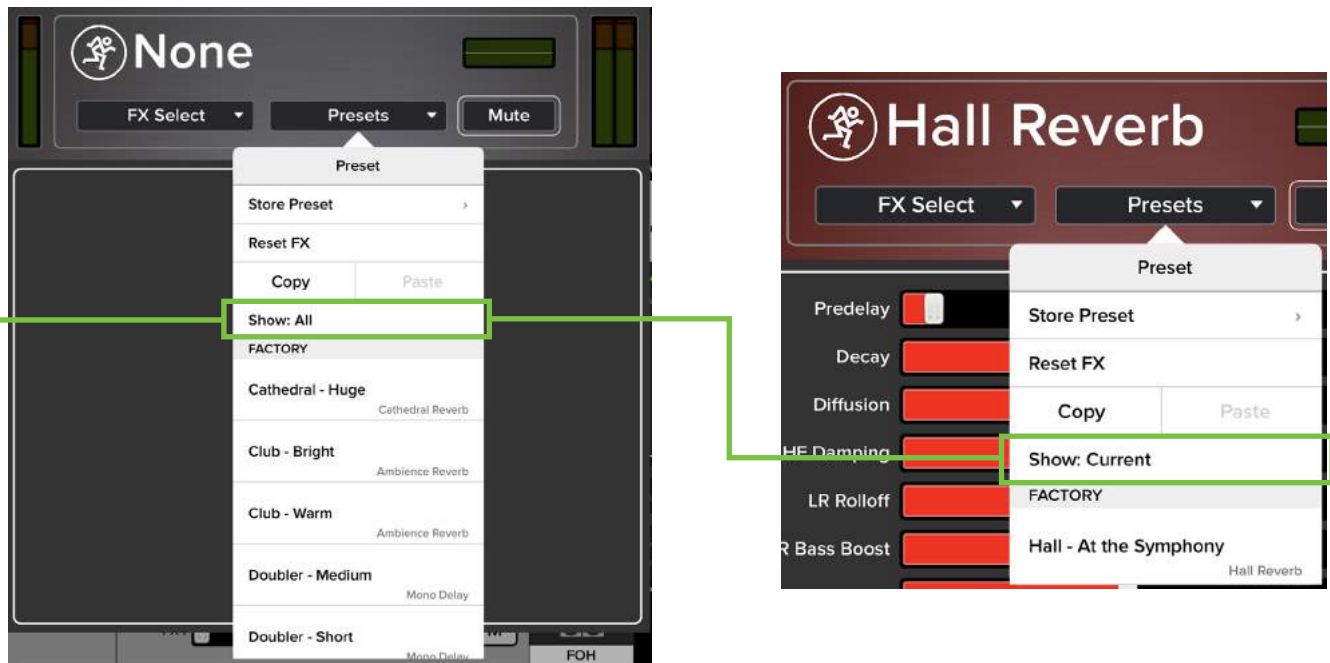 None
FX Select Presets Mute
Preset
Store Preset
Reset FX
Copy Paste
Show: All
FACTORY
Cathedral - Huge
Cathedral Reverb
Club - Bright
Ambience Reverb
Club - Warm
Ambience Reverb
Doubler - Medium
Mono Delay
Doubler - Short
Mono Delay
FOH
Hall Reverb
FX Select Presets
Preset
Predelay Store Preset
Decay Reset FX
Diffusion Copy Paste
HF Damping Show: Current
LR Rolloff FACTORY
R Bass Boost Hall - At the Symphony
Hall Reverb